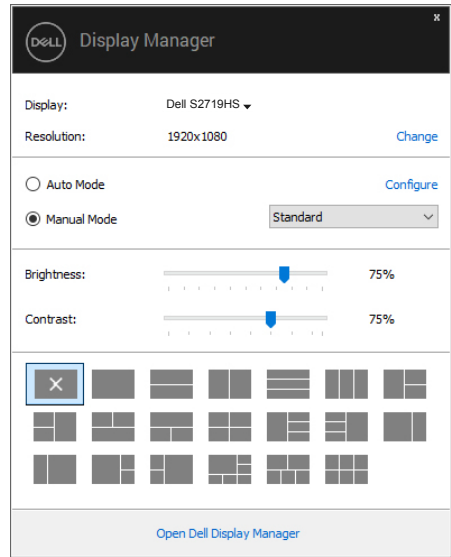 x
DELL Display Manager
Display: Dell S2719HS
Resolution: 1920x1080 Change
Auto Mode Configure
Manual Mode Standard
Brightness: 75%
Contrast: 75%
Open Dell Display Manager